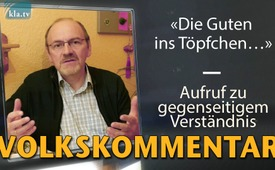 kla.tv
«Die Guten
ins Töpfchen…»
Aufruf zu
gegenseitigem
Verständnis
VOLKSKOMMENTAR